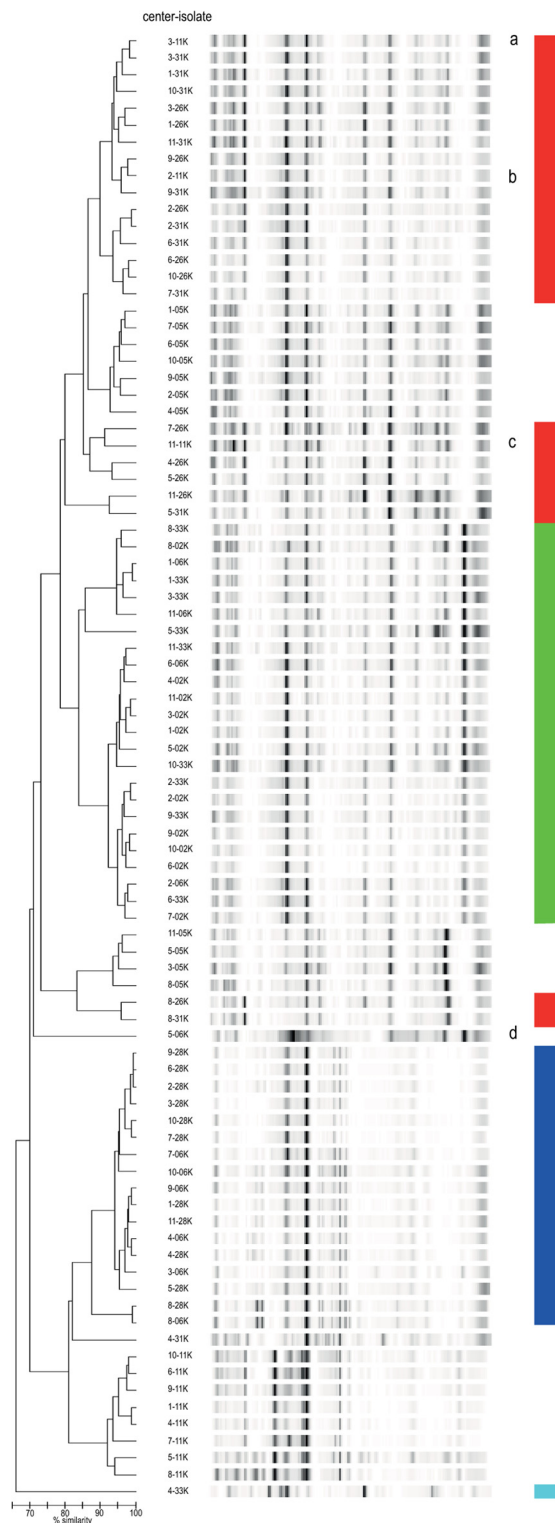 center-isolate
3-11K a
3-31K
1-31K
10-31K
3-26K
1-26K
11-31K
9-26K
2-11K b
9-31K
2-26K
2-31K
6-31K
6-26K
10-26K
7-31K
1-05K
7-05K
6-05K
10-05K
9-05K
2-05K
4-05K
7-26K
11-11K c
4-26K
5-26K
11-26K
5-31K
8-33K
8-02K
1-06K
1-33K
3-33K
11-06K
5-33K
11-33K
6-06K
4-02K
11-02K
3-02K
1-02K
5-02K
10-33K
2-33K
2-02K
9-33K
9-02K
10-02K
6-02K
2-06K
6-33K
7-02K
11-05K
5-05K
3-05K
8-05K
8-26K
8-31K
5-06K d
9-28K
6-28K
2-28K
3-28K
10-28K
7-28K
7-06K
10-06K
9-06K
1-28K
11-28K
4-06K
4-28K
3-06K
5-28K
8-28K
8-06K
4-31K
10-11K
6-11K
9-11K
1-11K
4-11K
7-11K
5-11K
8-11K
4-33K
70 80 90 100
% similarity